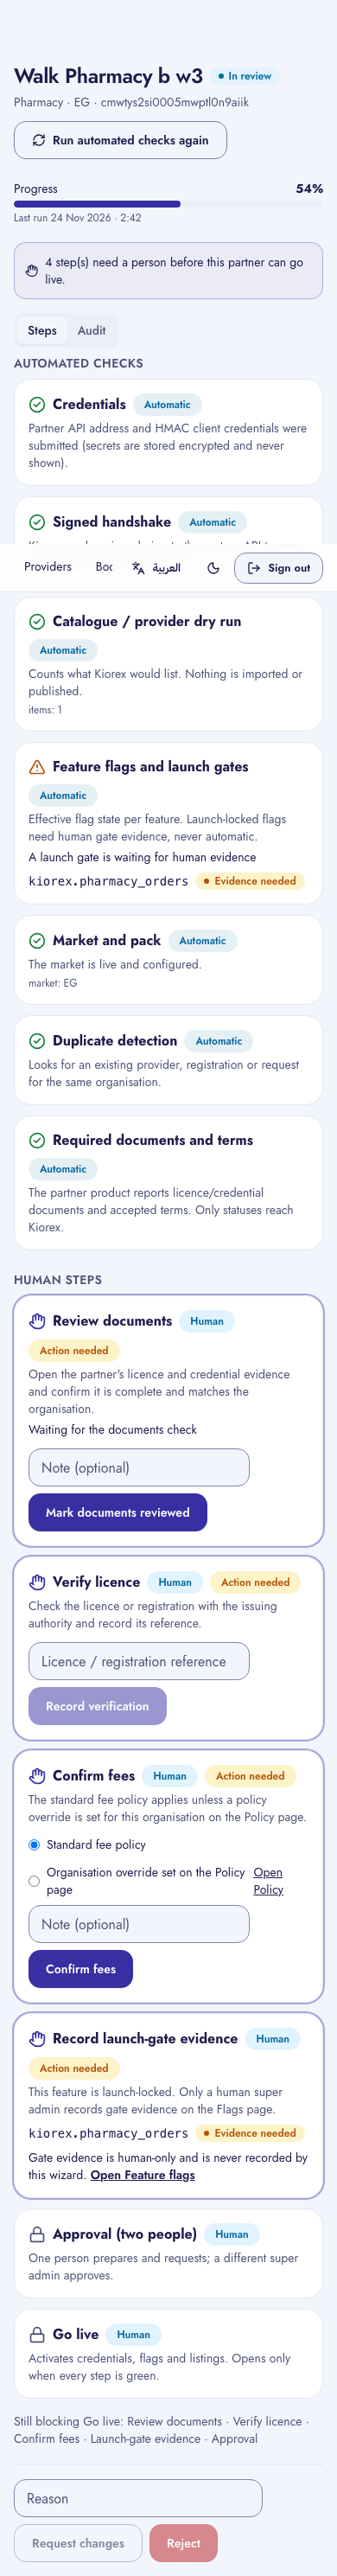 Walk Pharmacy b w3 In review
Pharmacy · EG · cmwtys2si0005mwptl0n9aiik
Run automated checks again
Progress 54%
Last run 24 Nov 2026 · 2:42
4 step(s) need a person before this partner can go
live.
Steps Audit
AUTOMATED CHECKS
Credentials Automatic
Partner API address and HMAC client credentials were
submitted (secrets are stored encrypted and never
shown).
Signed handshake Automatic
Providers العربية Sign out
Catalogue / provider dry run
Automatic
Counts what Kiorex would list. Nothing is imported or
published.
items: 1
Feature flags and launch gates
Automatic
Effective flag state per feature. Launch-locked flags
need human gate evidence, never automatic.
A launch gate is waiting for human evidence
kiorex.pharmacy_orders Evidence needed
Market and pack Automatic
The market is live and configured.
market: EG
Duplicate detection Automatic
Looks for an existing provider, registration or request
for the same organisation.
Required documents and terms
Automatic
The partner product reports licence/credential
documents and accepted terms. Only statuses reach
Kiorex.
HUMAN STEPS
Review documents Human
Action needed
Open the partner's licence and credential evidence
and confirm it is complete and matches the
organisation.
Waiting for the documents check
Note (optional)
Mark documents reviewed
Verify licence Human Action needed
Check the licence or registration with the issuing
authority and record its reference.
Licence / registration reference
Record verification
Confirm fees Human Action needed
The standard fee policy applies unless a policy
override is set for this organisation on the Policy page.
Standard fee policy
Organisation override set on the Policy Open
page Policy
Note (optional)
Confirm fees
Record launch-gate evidence Human
Action needed
This feature is launch-locked. Only a human super
admin records gate evidence on the Flags page.
kiorex.pharmacy_orders Evidence needed
Gate evidence is human-only and is never recorded by
this wizard. Open Feature flags
Approval (two people) Human
One person prepares and requests; a different super
admin approves.
Go live Human
Activates credentials, flags and listings. Opens only
when every step is green.
Still blocking Go live: Review documents · Verify licence ·
Confirm fees · Launch-gate evidence · Approval
Reason
Request changes Reject